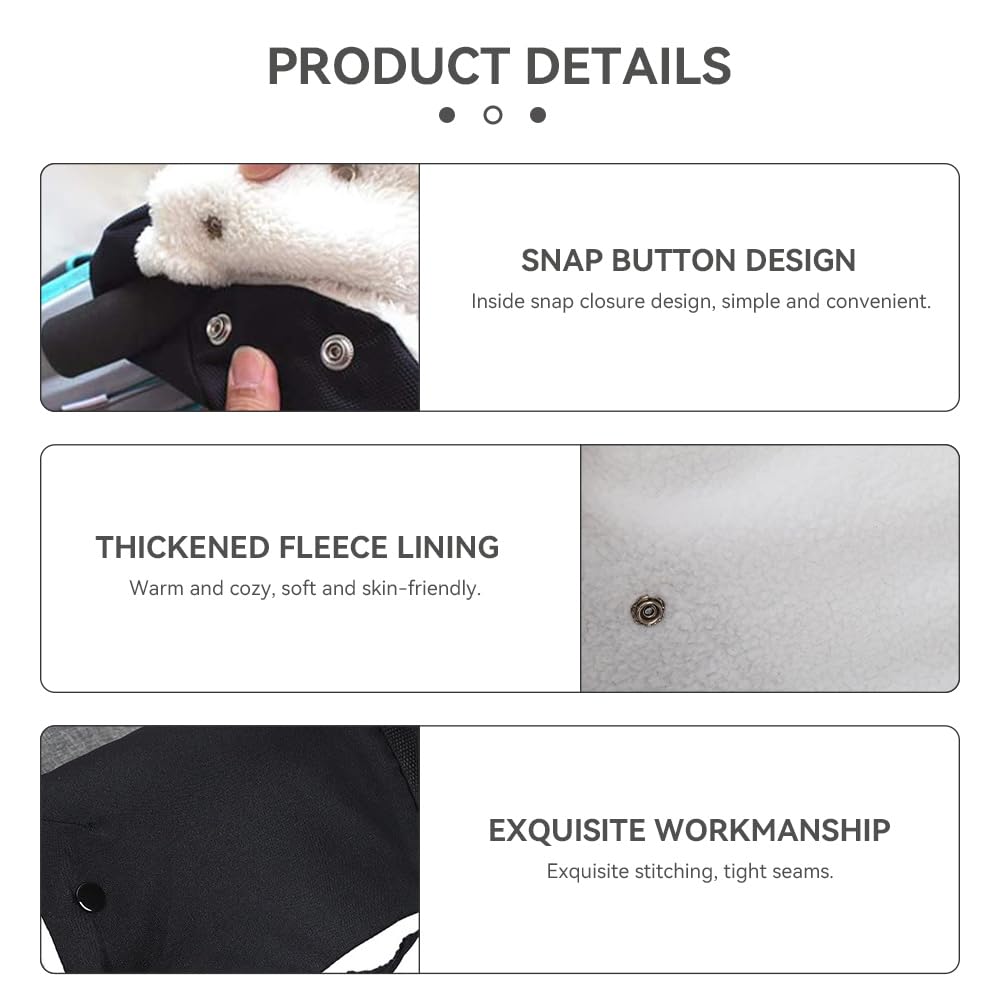 PRODUCT DETAILS
SNAP BUTTON DESIGN
Inside snap closure design, simple and convenient.
THICKENED FLEECE LINING
Warm and cozy, soft and skin-friendly.
EXQUISITE WORKMANSHIP
Exquisite stitching, tight seams.